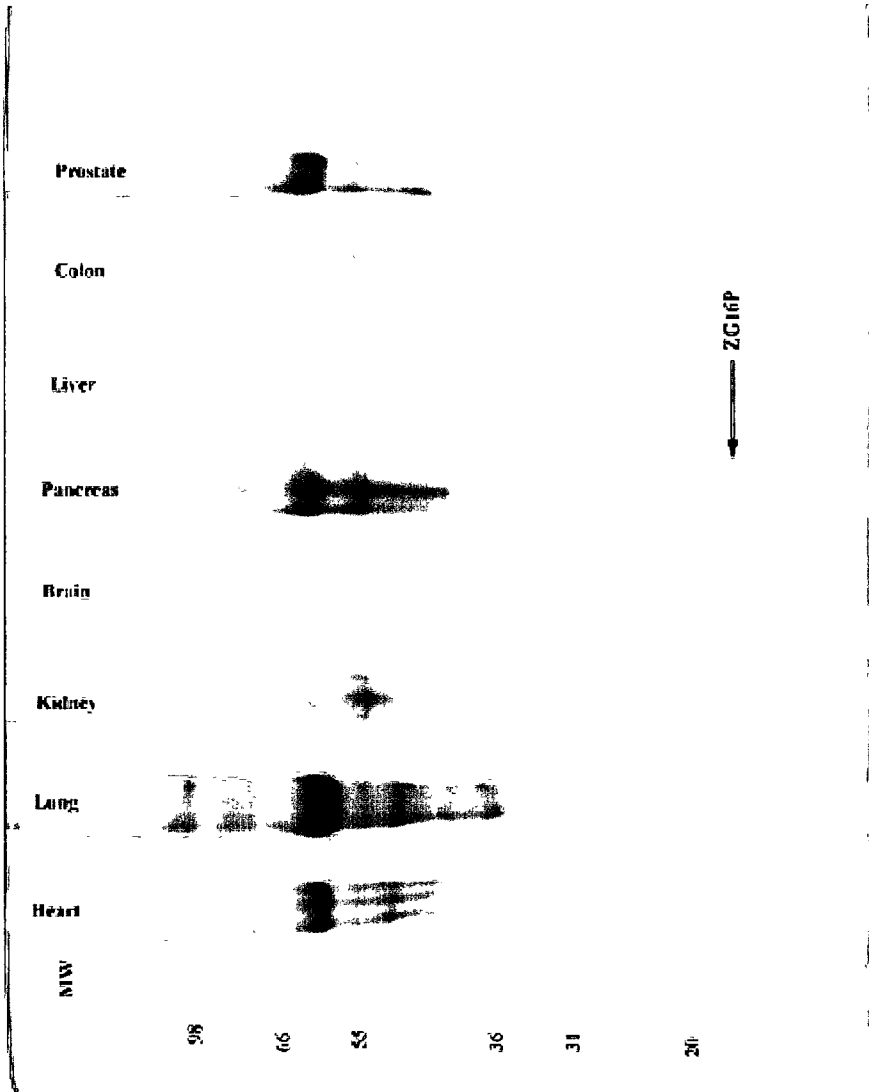 Prostate
Colon
Liver
Pancreas
Brain
Kidney
Lung
Heart
MW
98
66
55
36
31
20
ZG16P